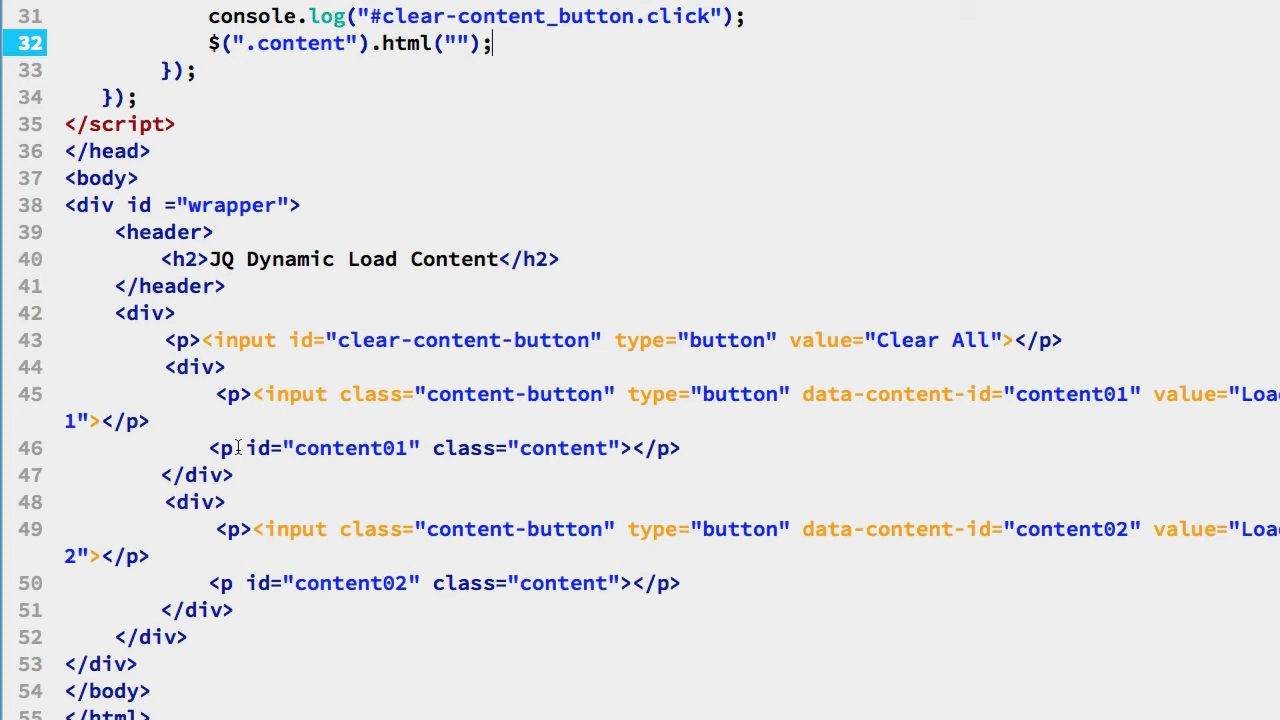 31 console.log("#clear-content_button.click");
32 $(".content").html("");
33 });
34 });
35 </script>
36 </head>
37 <body>
38 <div id ="wrapper">
39 <header>
40 <h2>JQ Dynamic Load Content</h2>
41 </header>
42 <div>
43 <p><input id="clear-content-button" type="button" value="Clear All"></p>
44 <div>
45 <p><input class="content-button" type="button" data-content-id="content01" value="Loa
1"></p>
46 <p id="content01" class="content"></p>
47 </div>
48 <div>
49 <p><input class="content-button" type="button" data-content-id="content02" value="Loa
2"></p>
50 <p id="content02" class="content"></p>
51 </div>
52 </div>
53 </div>
54 </body>
55 </html>